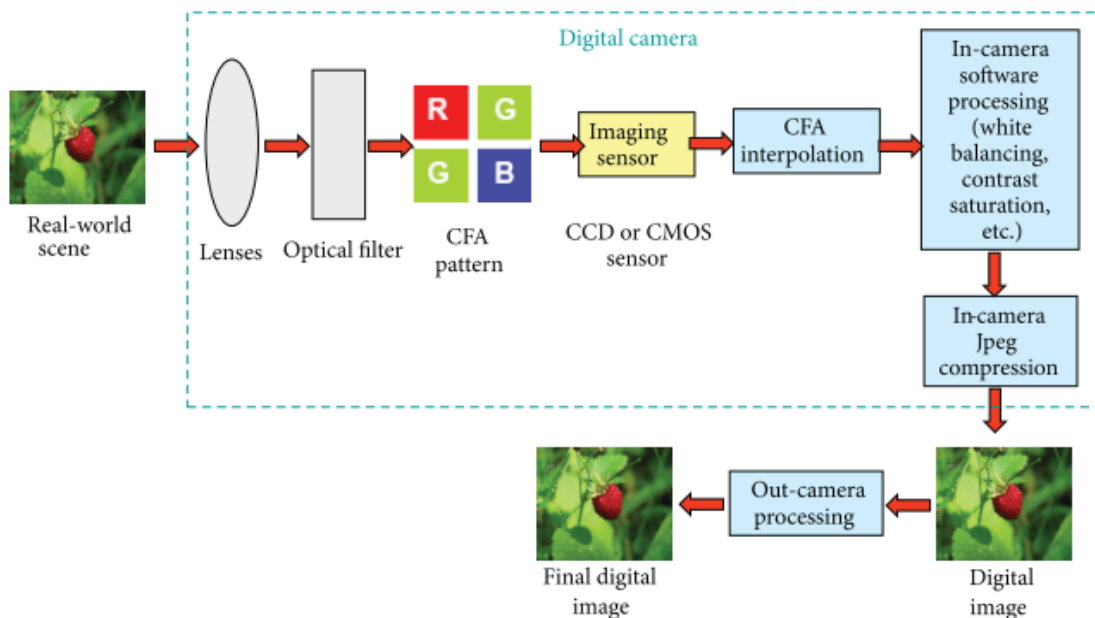 Digital camera
Real-world
scene
Lenses
Optical filter
R
G
G
B
CFA
pattern
Imaging
sensor
CCD or CMOS
sensor
CFA
interpolation
In-camera
software
processing
(white
balancing,
contrast
saturation,
etc.)
In-camera
Jpeg
compression
Digital
image
Out-camera
processing
Final digital
image